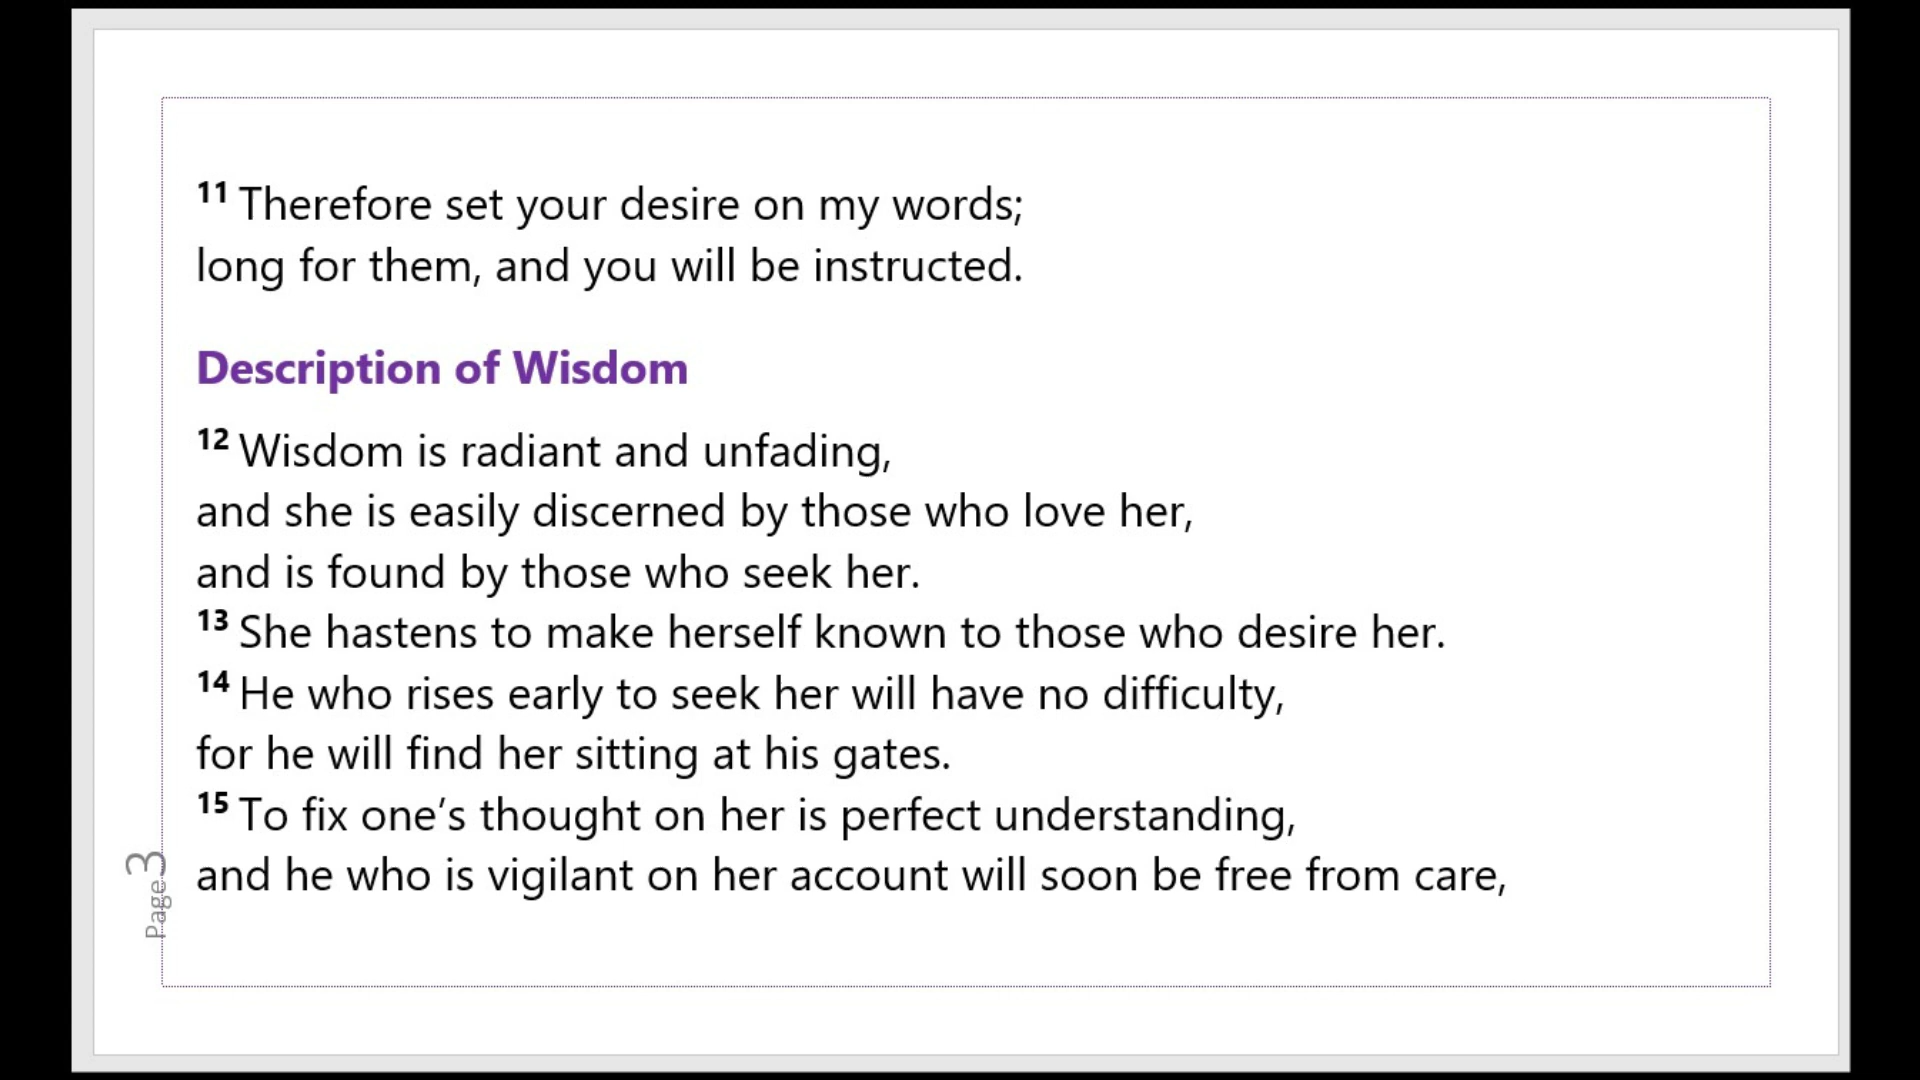 11 Therefore set your desire on my words;
long for them, and you will be instructed.
Description of Wisdom
12 Wisdom is radiant and unfading,
and she is easily discerned by those who love her,
and is found by those who seek her.
13 She hastens to make herself known to those who desire her.
14 He who rises early to seek her will have no difficulty,
for he will find her sitting at his gates.
15 To fix one’s thought on her is perfect understanding,
and he who is vigilant on her account will soon be free from care,
Page 3